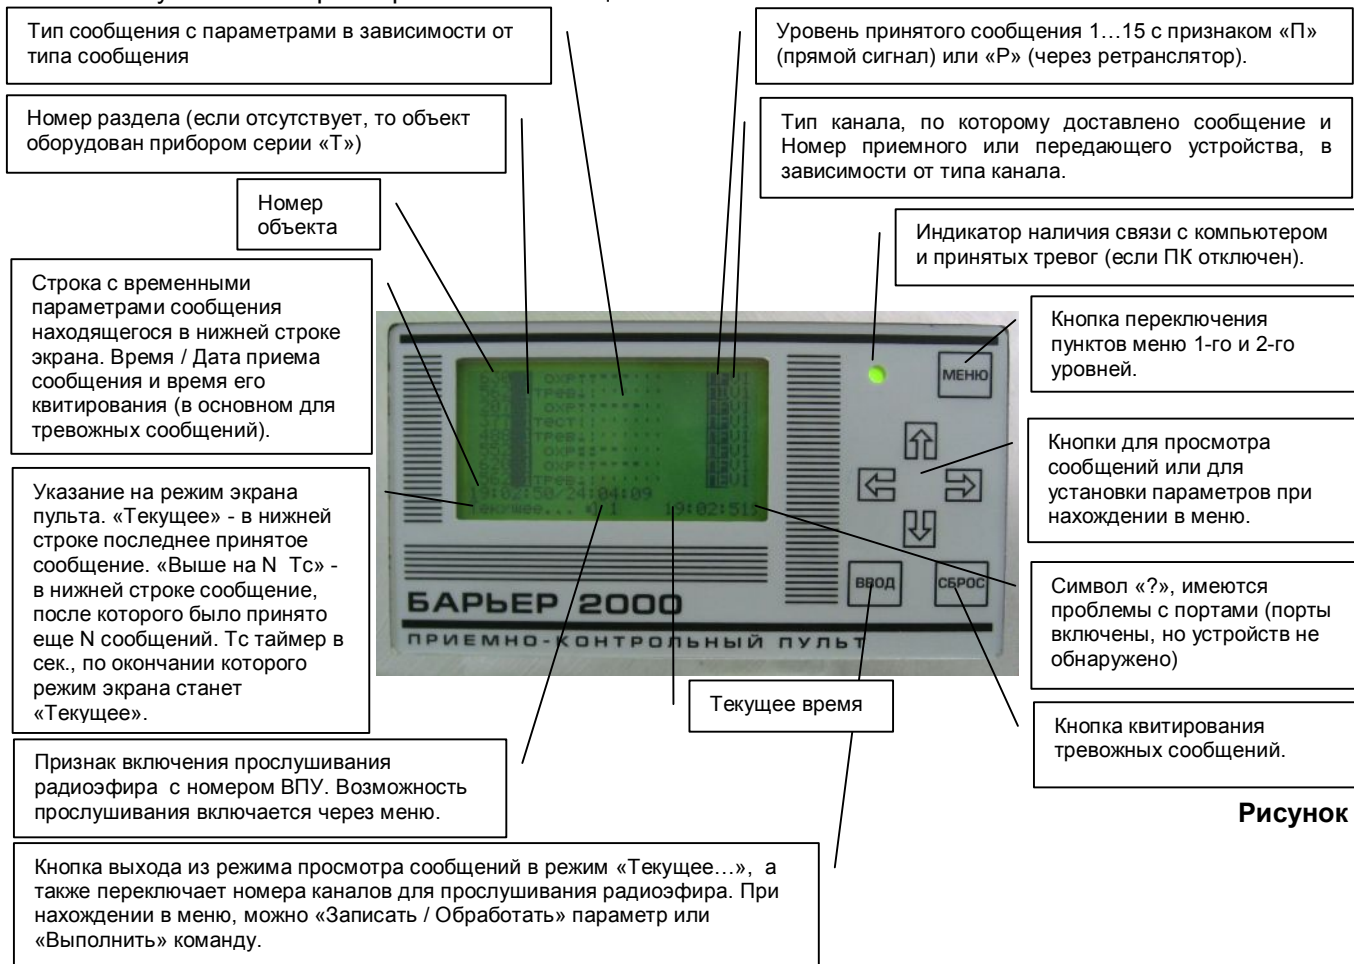 Тип сообщения с параметрами в зависимости от
типа сообщения
Уровень принятого сообщения 1…15 с признаком «П»
(прямой сигнал) или «Р» (через ретранслятор).
Номер раздела (если отсутствует, то объект
оборудован прибором серии «Т»)
Тип канала, по которому доставлено сообщение и
Номер приемного или передающего устройства, в
зависимости от типа канала.
Номер
объекта
Индикатор наличия связи с компьютером
и принятых тревог (если ПК отключен).
Строка с временными
параметрами сообщения
находящегося в нижней строке
экрана. Время / Дата приема
сообщения и время его
квитирования (в основном для
тревожных сообщений).
Кнопка переключения
пунктов меню 1-го и 2-го
уровней.
МЕНЮ
Кнопки для просмотра
сообщений или для
установки параметров при
нахождении в меню.
Указание на режим экрана
пульта. «Текущее» - в нижней
строке последнее принятое
сообщение. «Выше на N Тс» -
в нижней строке сообщение,
после которого было принято
еще N сообщений. Тс таймер в
сек., по окончании которого
режим экрана станет
«Текущее».
19:02:50/24:04:09
Текущее... 1 19:02:51
ВВОД
СБРОС
БАРЬЕР 2000
ПРИЕМНО-КОНТРОЛЬНЫЙ ПУЛЬТ
Символ «?», имеются
проблемы с портами (порты
включены, но устройств не
обнаружено)
Текущее время
Кнопка квитирования
тревожных сообщений.
Признак включения прослушивания
радиоэфира с номером ВПУ. Возможность
прослушивания включается через меню.
Рисунок
Кнопка выхода из режима просмотра сообщений в режим «Текущее…», а
также переключает номера каналов для прослушивания радиоэфира. При
нахождении в меню, можно «Записать / Обработать» параметр или
«Выполнить» команду.